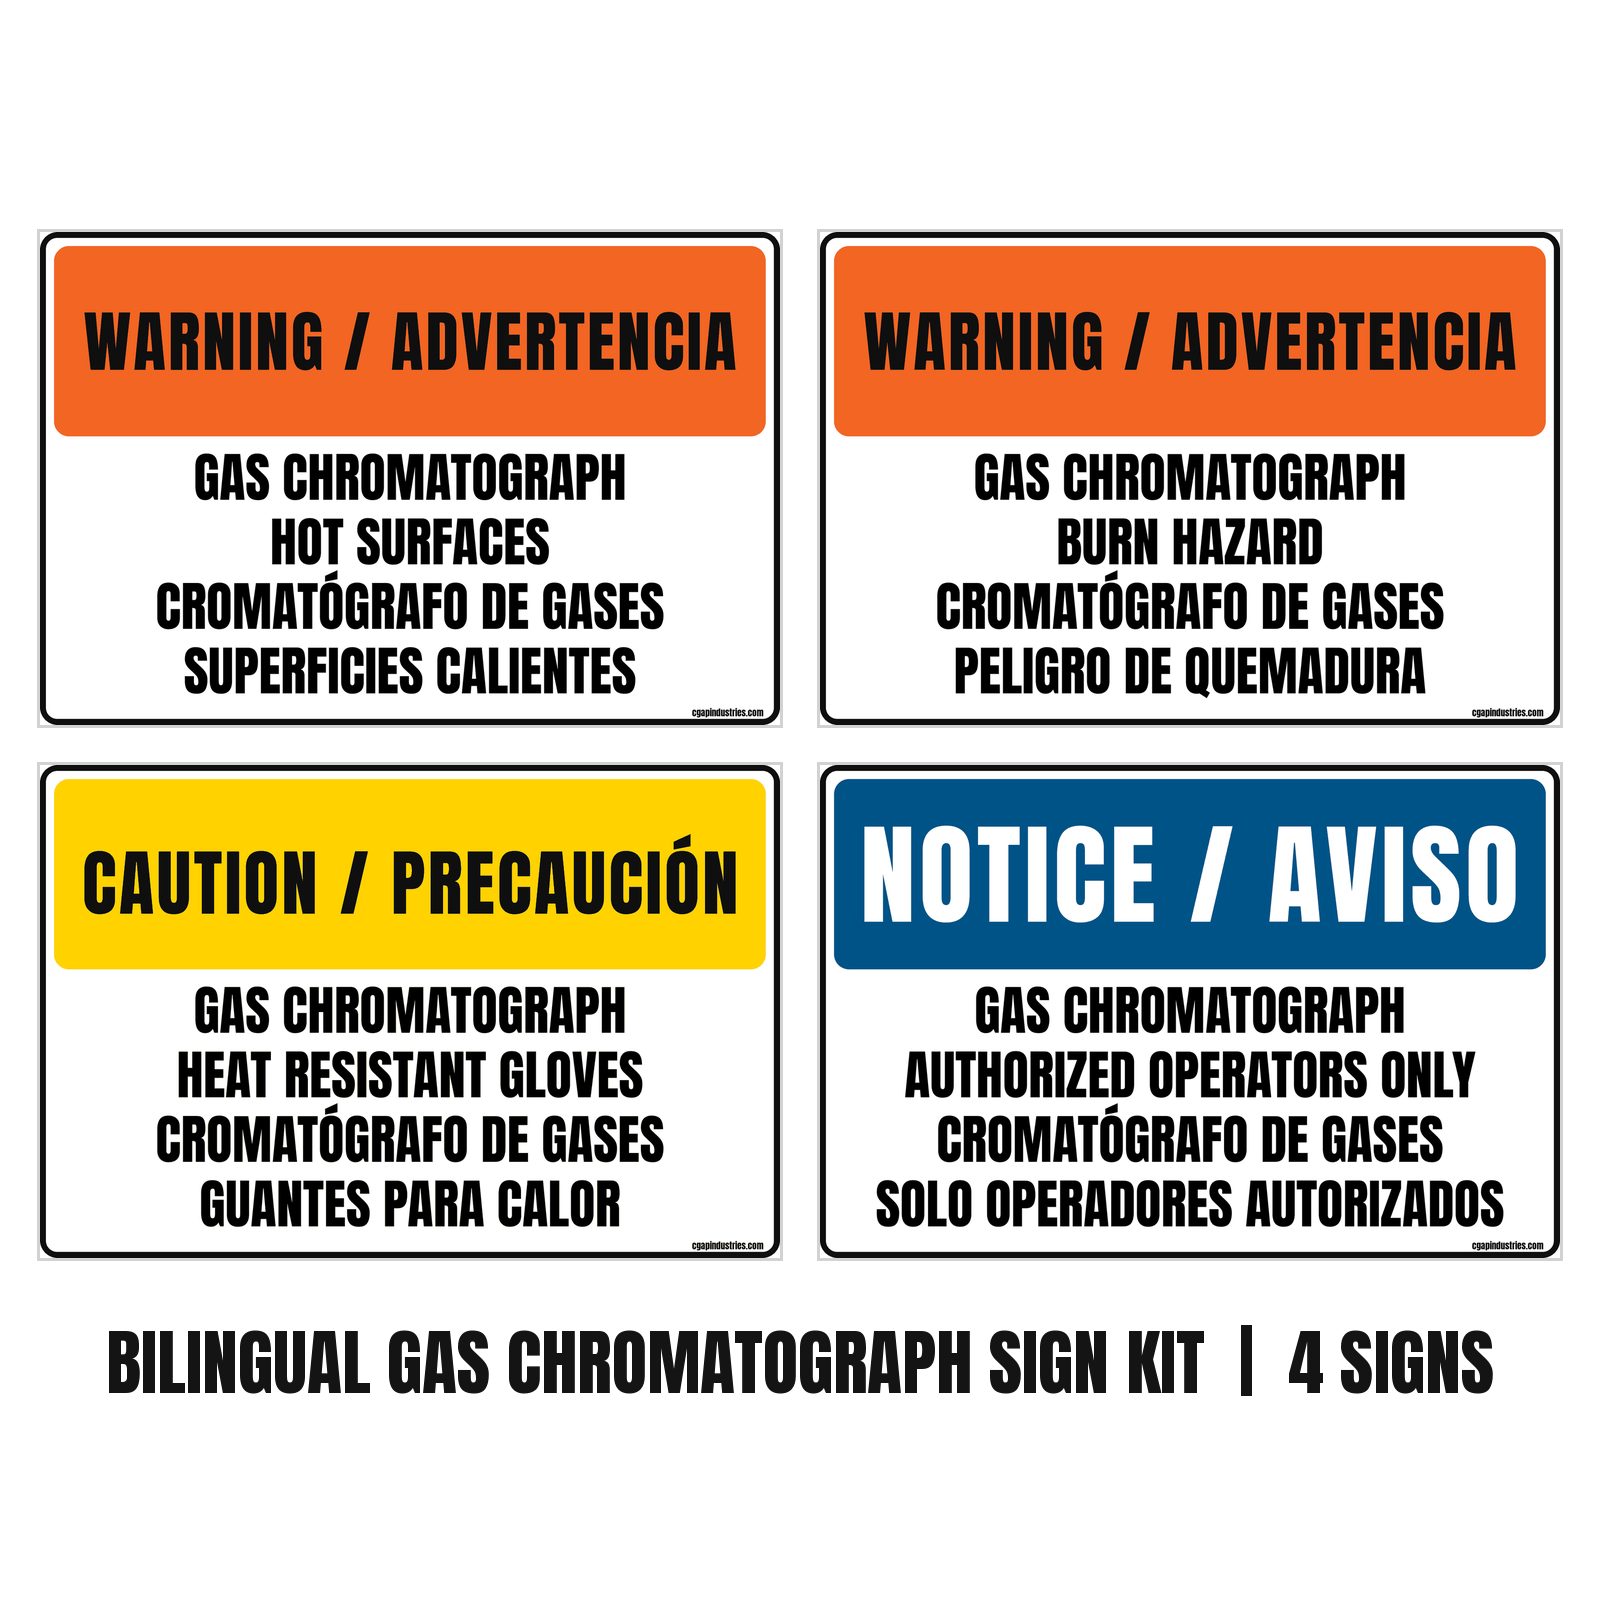 WARNING / ADVERTENCIA
GAS CHROMATOGRAPH
HOT SURFACES
CROMATÓGRAFO DE GASES
SUPERFICIES CALIENTES
cgapindustries.com
WARNING / ADVERTENCIA
GAS CHROMATOGRAPH
BURN HAZARD
CROMATÓGRAFO DE GASES
PELIGRO DE QUEMADURA
cgapindustries.com
CAUTION / PRECAUCIÓN
GAS CHROMATOGRAPH
HEAT RESISTANT GLOVES
CROMATÓGRAFO DE GASES
GUANTES PARA CALOR
cgapindustries.com
NOTICE / AVISO
GAS CHROMATOGRAPH
AUTHORIZED OPERATORS ONLY
CROMATÓGRAFO DE GASES
SOLO OPERADORES AUTORIZADOS
cgapindustries.com
BILINGUAL GAS CHROMATOGRAPH SIGN KIT | 4 SIGNS